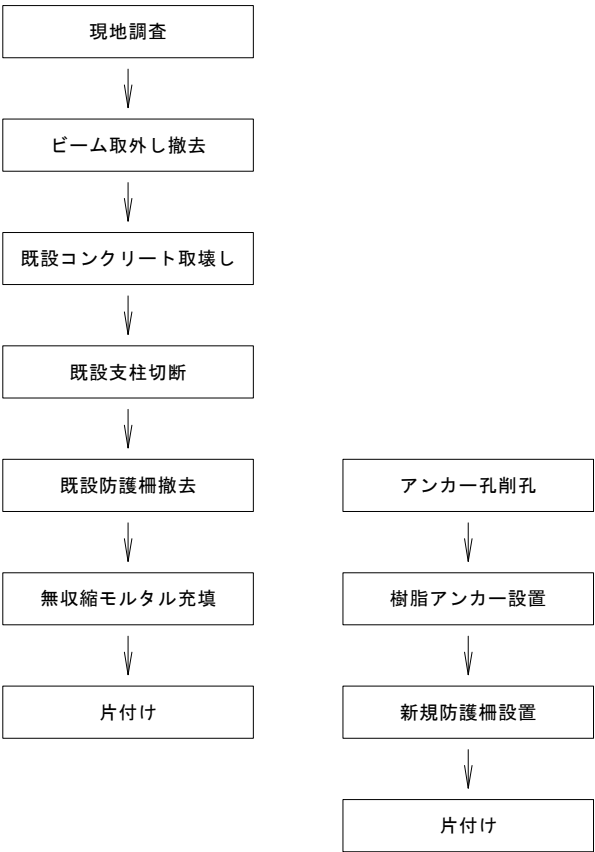 現地調査
ビーム取外し撤去
既設コンクリート取壊し
既設支柱切断
既設防護柵撤去
無収縮モルタル充填
片付け
アンカー孔削孔
樹脂アンカー設置
新規防護柵設置
片付け